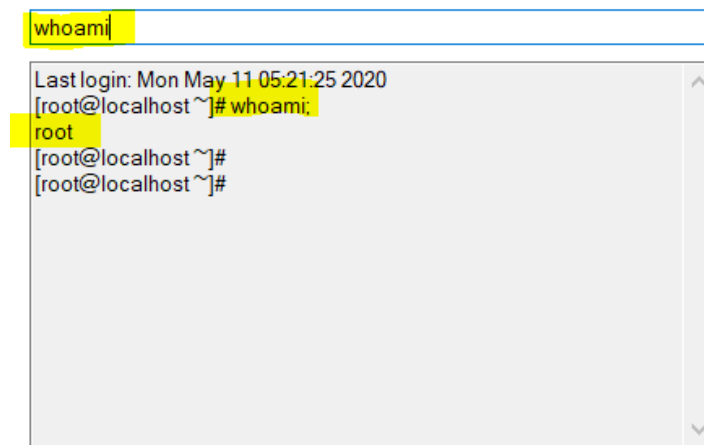 whoami
Last login: Mon May 11 05:21:25 2020
[root@localhost ~]# whoami;
root
[root@localhost ~]#
[root@localhost ~]#